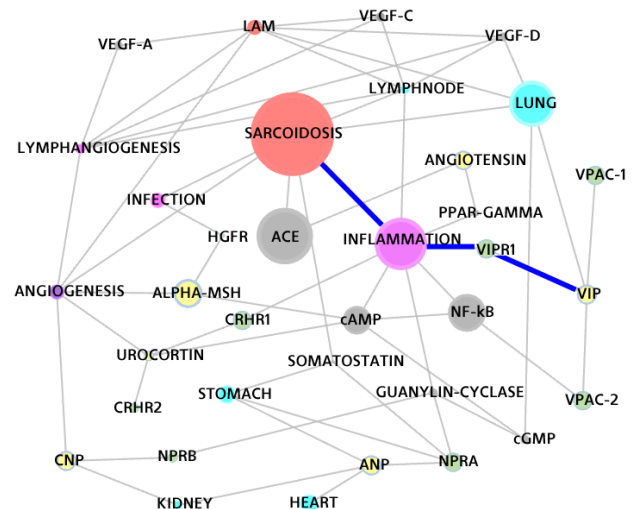 VEGF-C
LAM
VEGF-D
VEGF-A
LYMPHNODE
LUNG
SARCOIDOSIS
LYMPHANGIOGENESIS
ANGIOTENSIN
VPAC-1
INFECTION
PPAR-GAMMA
HGFR
ACE
INFLAMMATION
VIPR1
ANGIOGENESIS
ALPHA-MSH
VIP
CRHR1
cAMP
NF-kB
UROCORTIN
SOMATOSTATIN
STOMACH
GUANYLIN-CYCLASE
CRHR2
VPAC-2
cGMP
CNP
NPRB
ANP
NPRA
KIDNEY
HEART